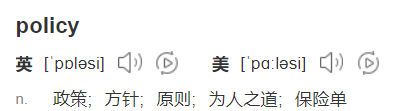 policy
英 [ˈpɒləsi] 美 [ˈpɑːləsi]
n. 政策; 方针; 原则; 为人之道; 保险单